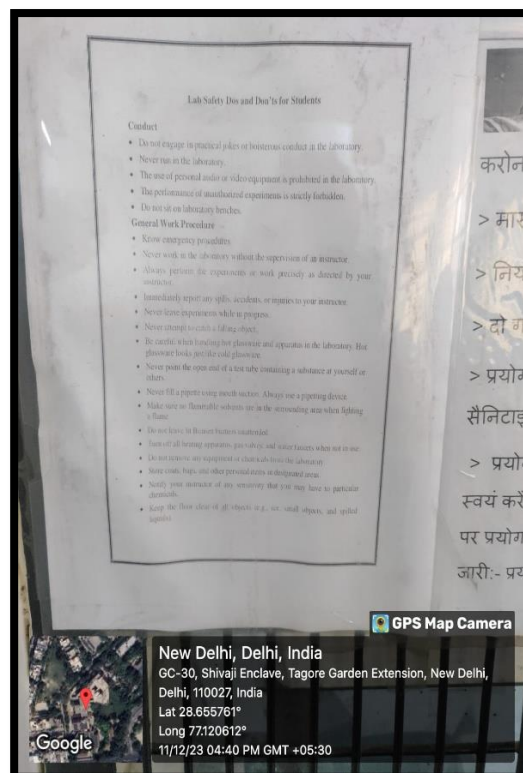 Lab Safety Dos and Don'ts for Students
Conduct
• Do not engage in practical jokes or boisterous conduct in the laboratory.
• Never run in the laboratory.
• The use of personal audio or video equipment is prohibited in the laboratory.
• The performance of unauthorized experiments is strictly forbidden.
• Do not sit on laboratory benches.
General Work Procedure
• Know emergency procedures
• Never work in the laboratory without the supervision of an instructor.
• Always perform the experiments or work precisely as directed by your
instructor.
• Immediately report any spills, accidents, or injuries to your instructor.
• Never leave experiments while in progress.
• Never attempt to catch a falling object.
• Be careful when handling hot glassware and apparatus in the laboratory. Hot
glassware looks just like cold glassware.
• Never point the open end of a test tube containing a substance at yourself or
others.
• Never fill a pipette using mouth suction. Always use a pipetting device.
• Make sure no flammable solvents are in the surrounding area when lighting
a flame.
• Do not leave lit Bunsen burners unattended.
• Turn off all heating apparatus, gas valves, and water faucets when not in use.
• Do not remove any equipment or chemicals from the laboratory.
• Store coats, bags, and other personal items in designated areas.
• Notify your instructor of any sensitivity that you may have to particular
chemicals.
• Keep the floor clear of all objects (e.g., ice, small objects, and spilled
liquids).
> प्रयो
> प्रयो
स्वयं करें
पर प्रयोग
जारी:- प्र
GPS Map Camera
New Delhi, Delhi, India
GC-30, Shivaji Enclave, Tagore Garden Extension, New Delhi,
Delhi, 110027, India
Lat 28.655761°
Long 77.120612°
11/12/23 04:40 PM GMT +05:30
Google